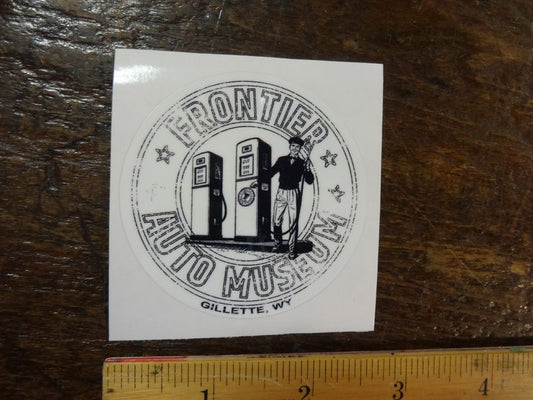 FRONTIER
AUTO MUSEUM
GILLETTE, WY
1 2 3 4